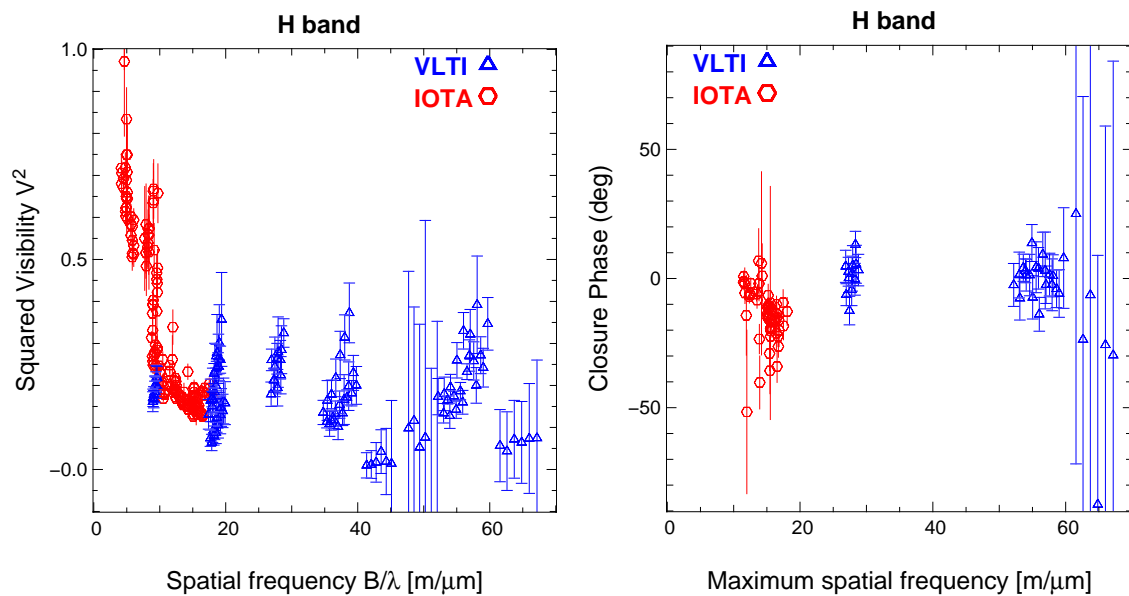 H band
VLTI
IOTA
Squared Visibility V²
1.0
0.5
−0.0
0 20 40 60
Spatial frequency B/λ [m/μm]
H band
VLTI
IOTA
Closure Phase (deg)
50
0
−50
0 20 40 60
Maximum spatial frequency [m/μm]